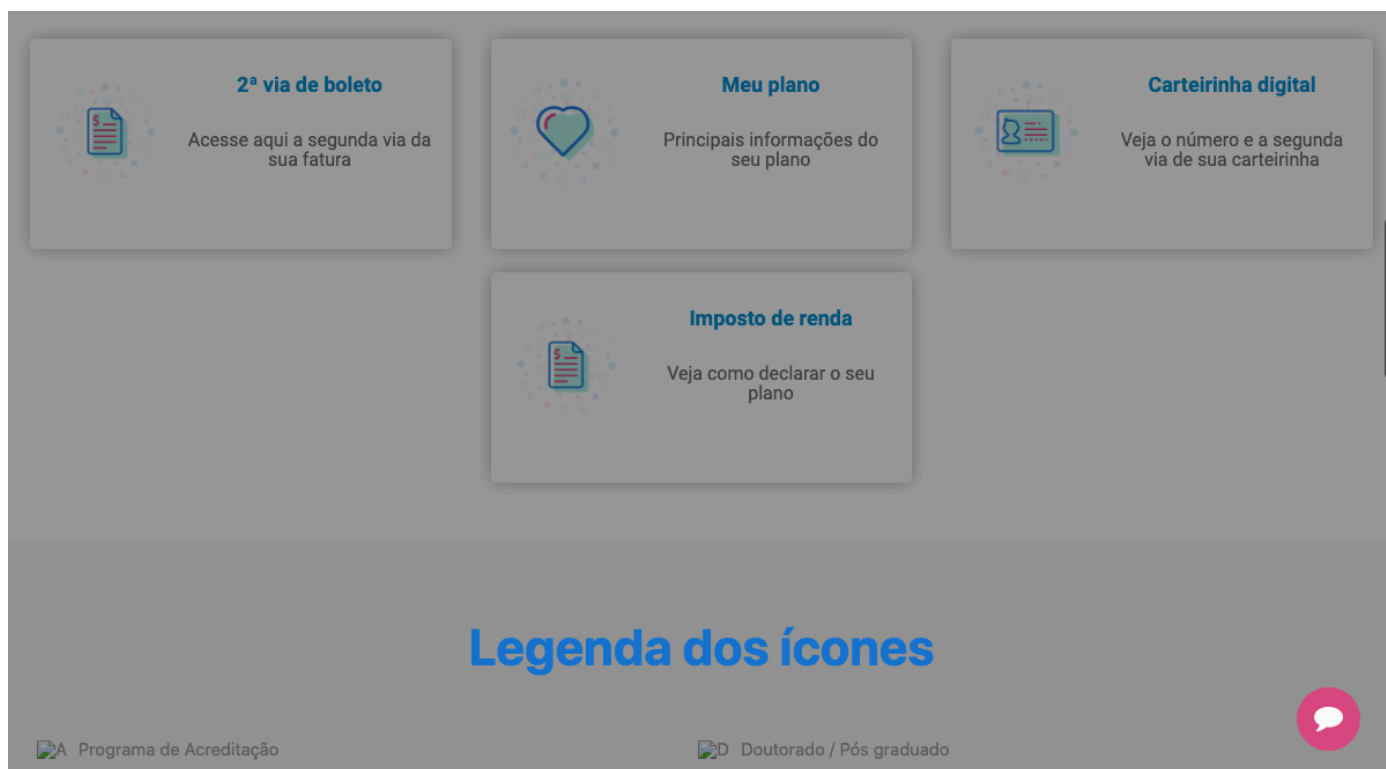 2ª via de boleto
Acesse aqui a segunda via da
sua fatura
Meu plano
Principais informações do
seu plano
Carteirinha digital
Veja o número e a segunda
via de sua carteirinha
Imposto de renda
Veja como declarar o seu
plano
Legenda dos ícones
A Programa de Acreditação
D Doutorado / Pós graduado